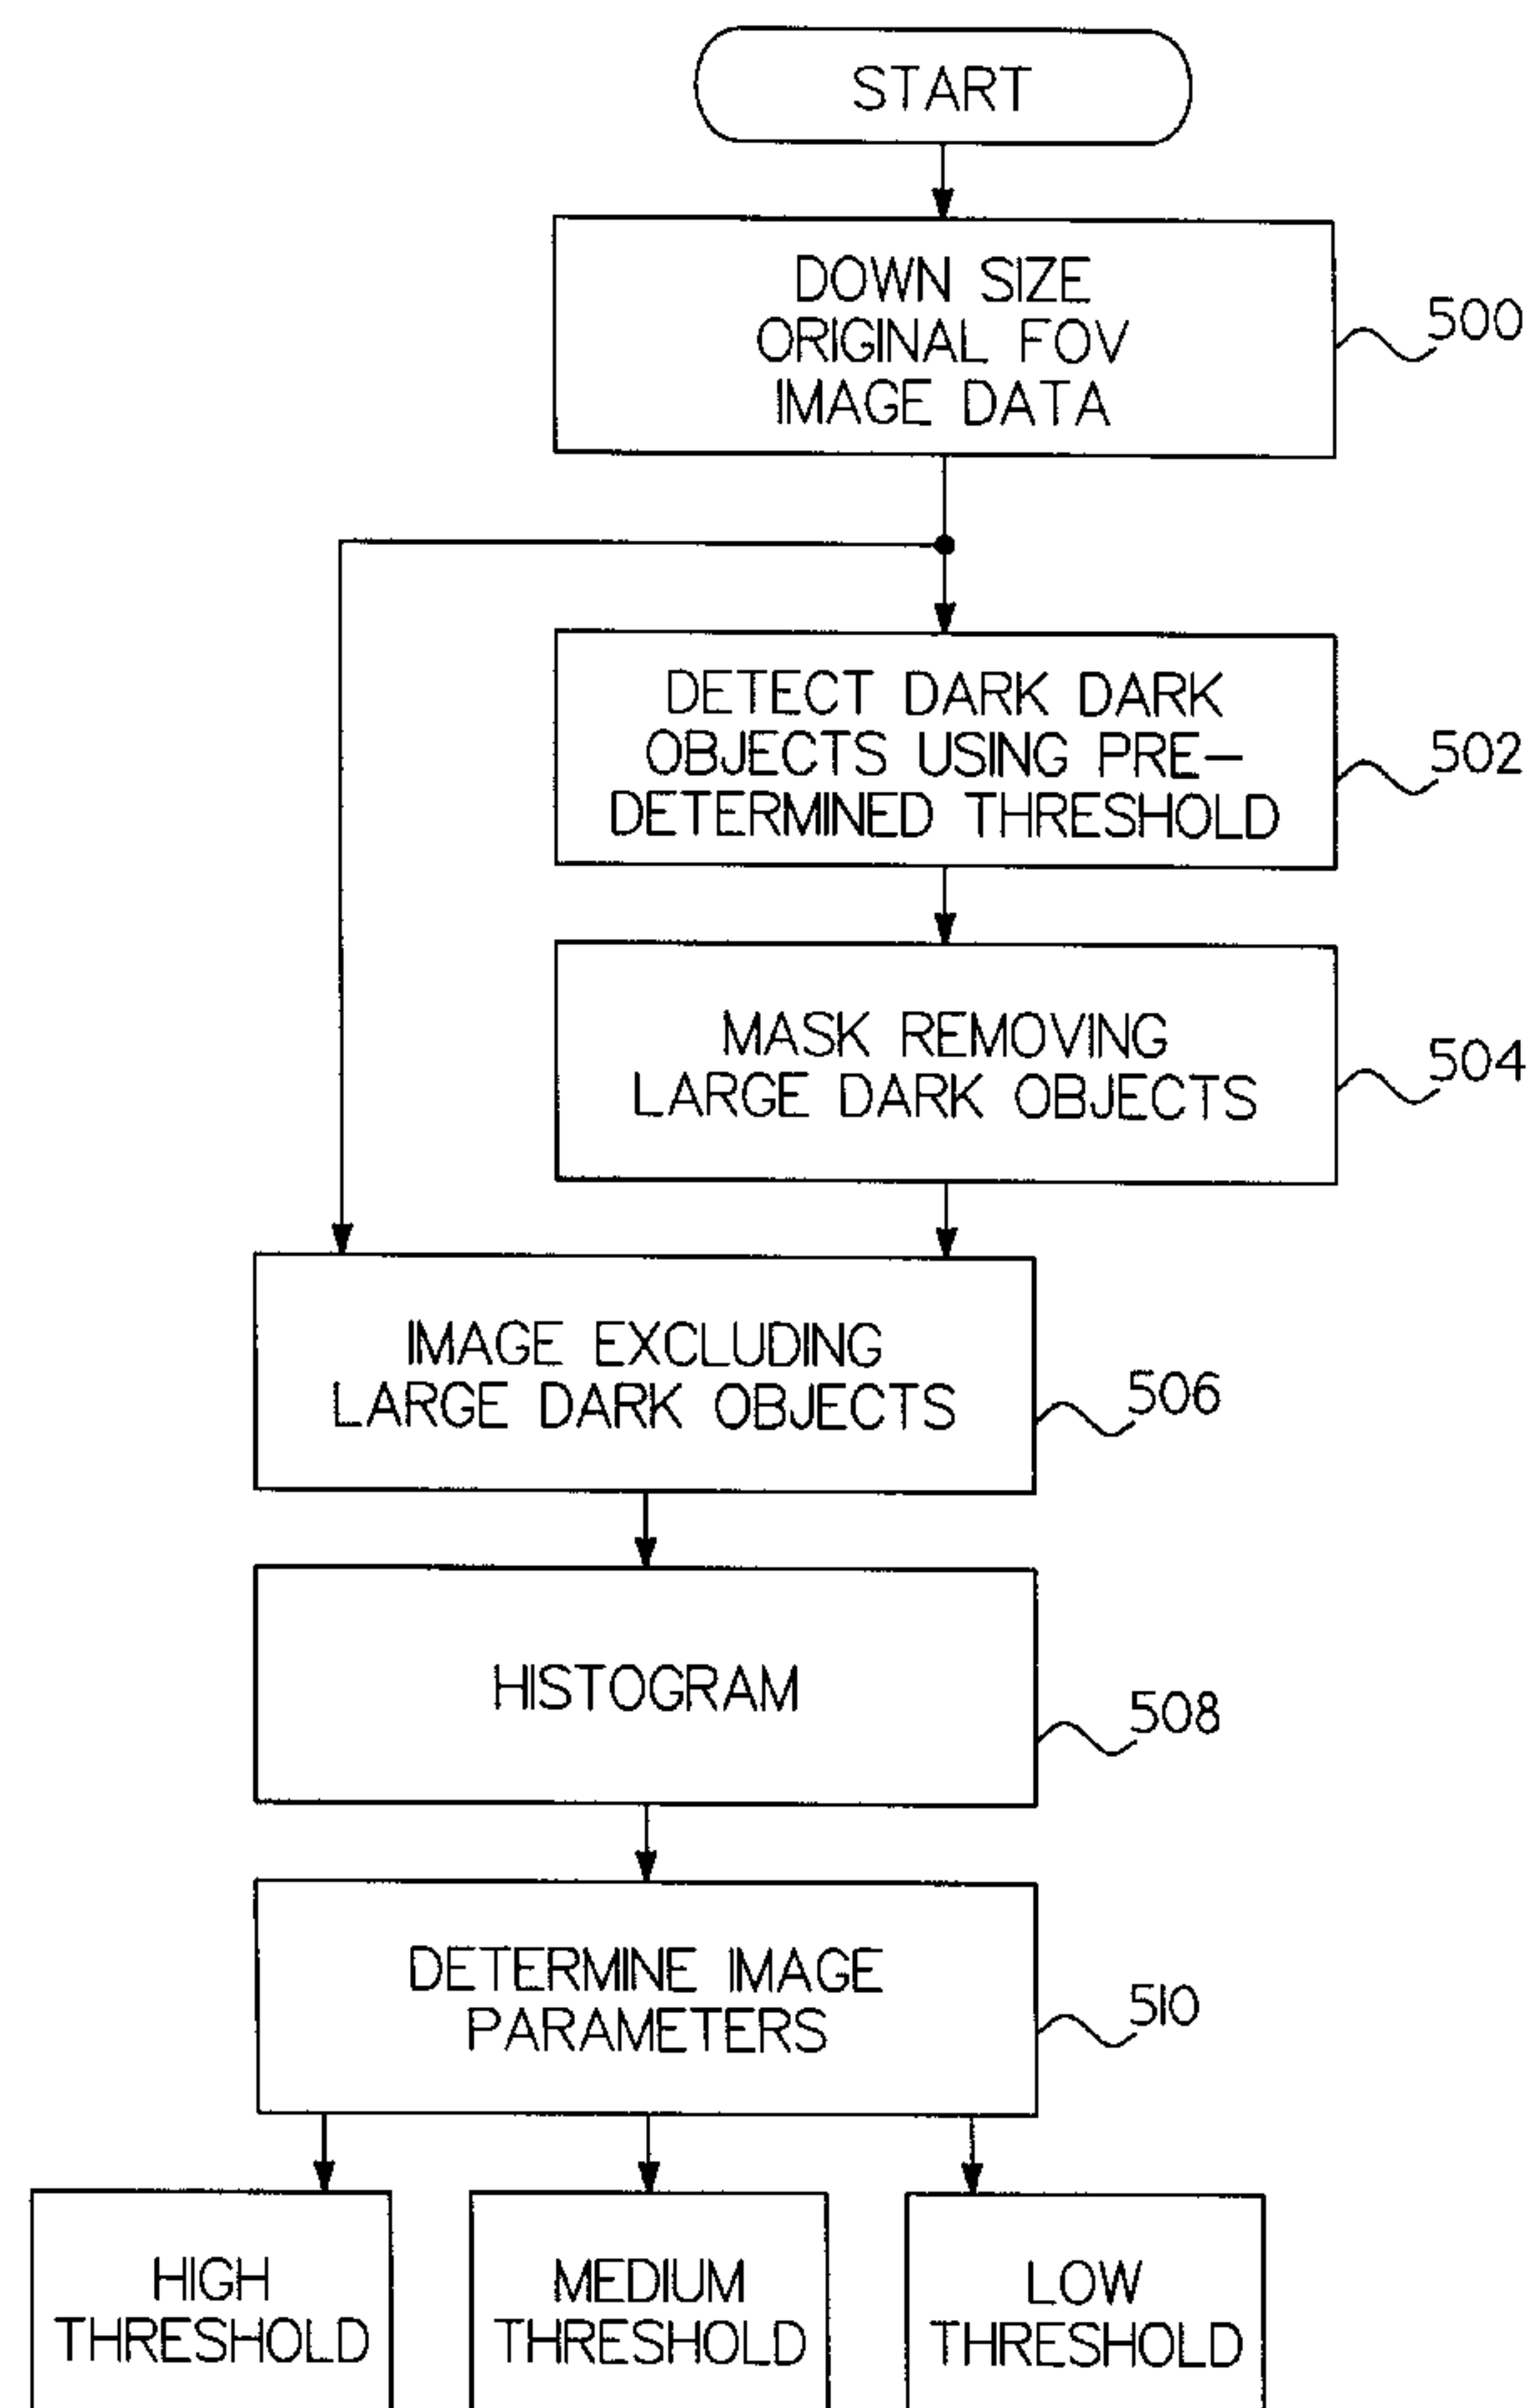 START
DOWN SIZE
ORIGINAL FOV
IMAGE DATA
500
DETECT DARK DARK
OBJECTS USING PRE-
DETERMINED THRESHOLD
502
MASK REMOVING
LARGE DARK OBJECTS
504
IMAGE EXCLUDING
LARGE DARK OBJECTS
506
HISTOGRAM
508
DETERMINE IMAGE
PARAMETERS
510
HIGH
THRESHOLD
MEDIUM
THRESHOLD
LOW
THRESHOLD